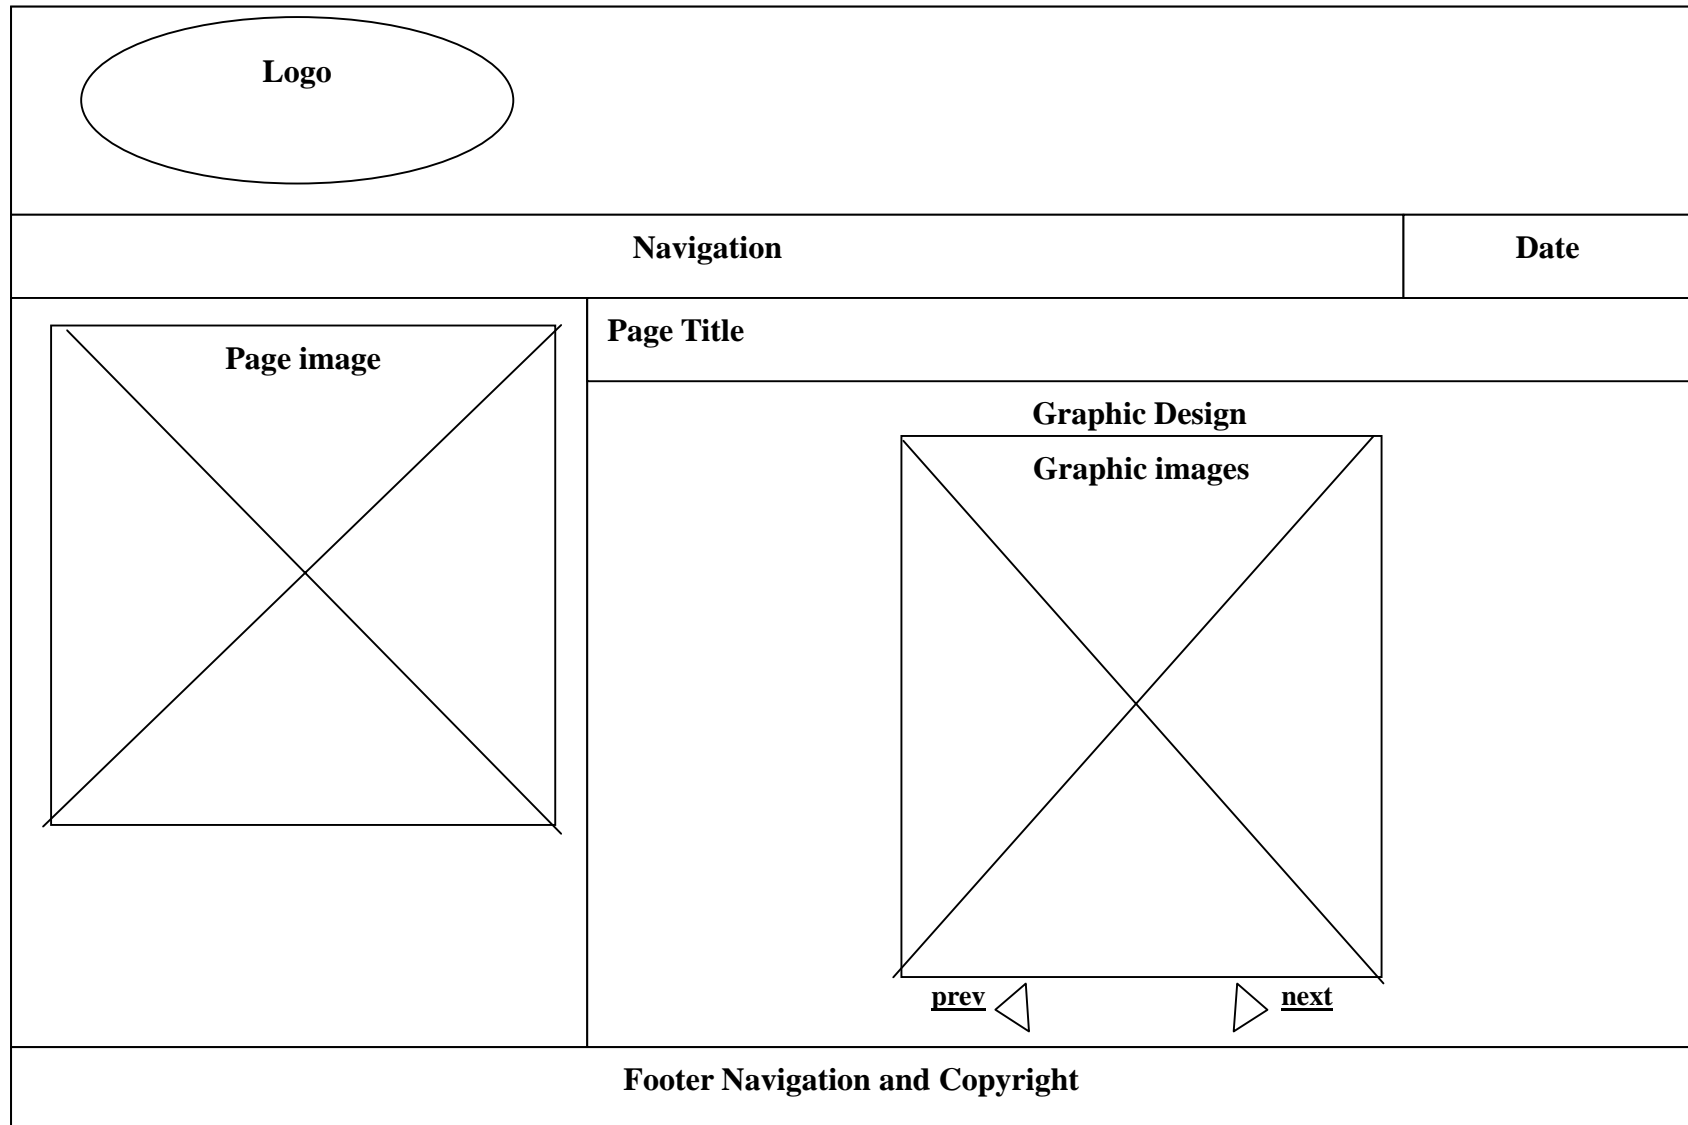 Logo
Navigation
Date
Page image
Page Title
Graphic Design
Graphic images
prev
next
Footer Navigation and Copyright